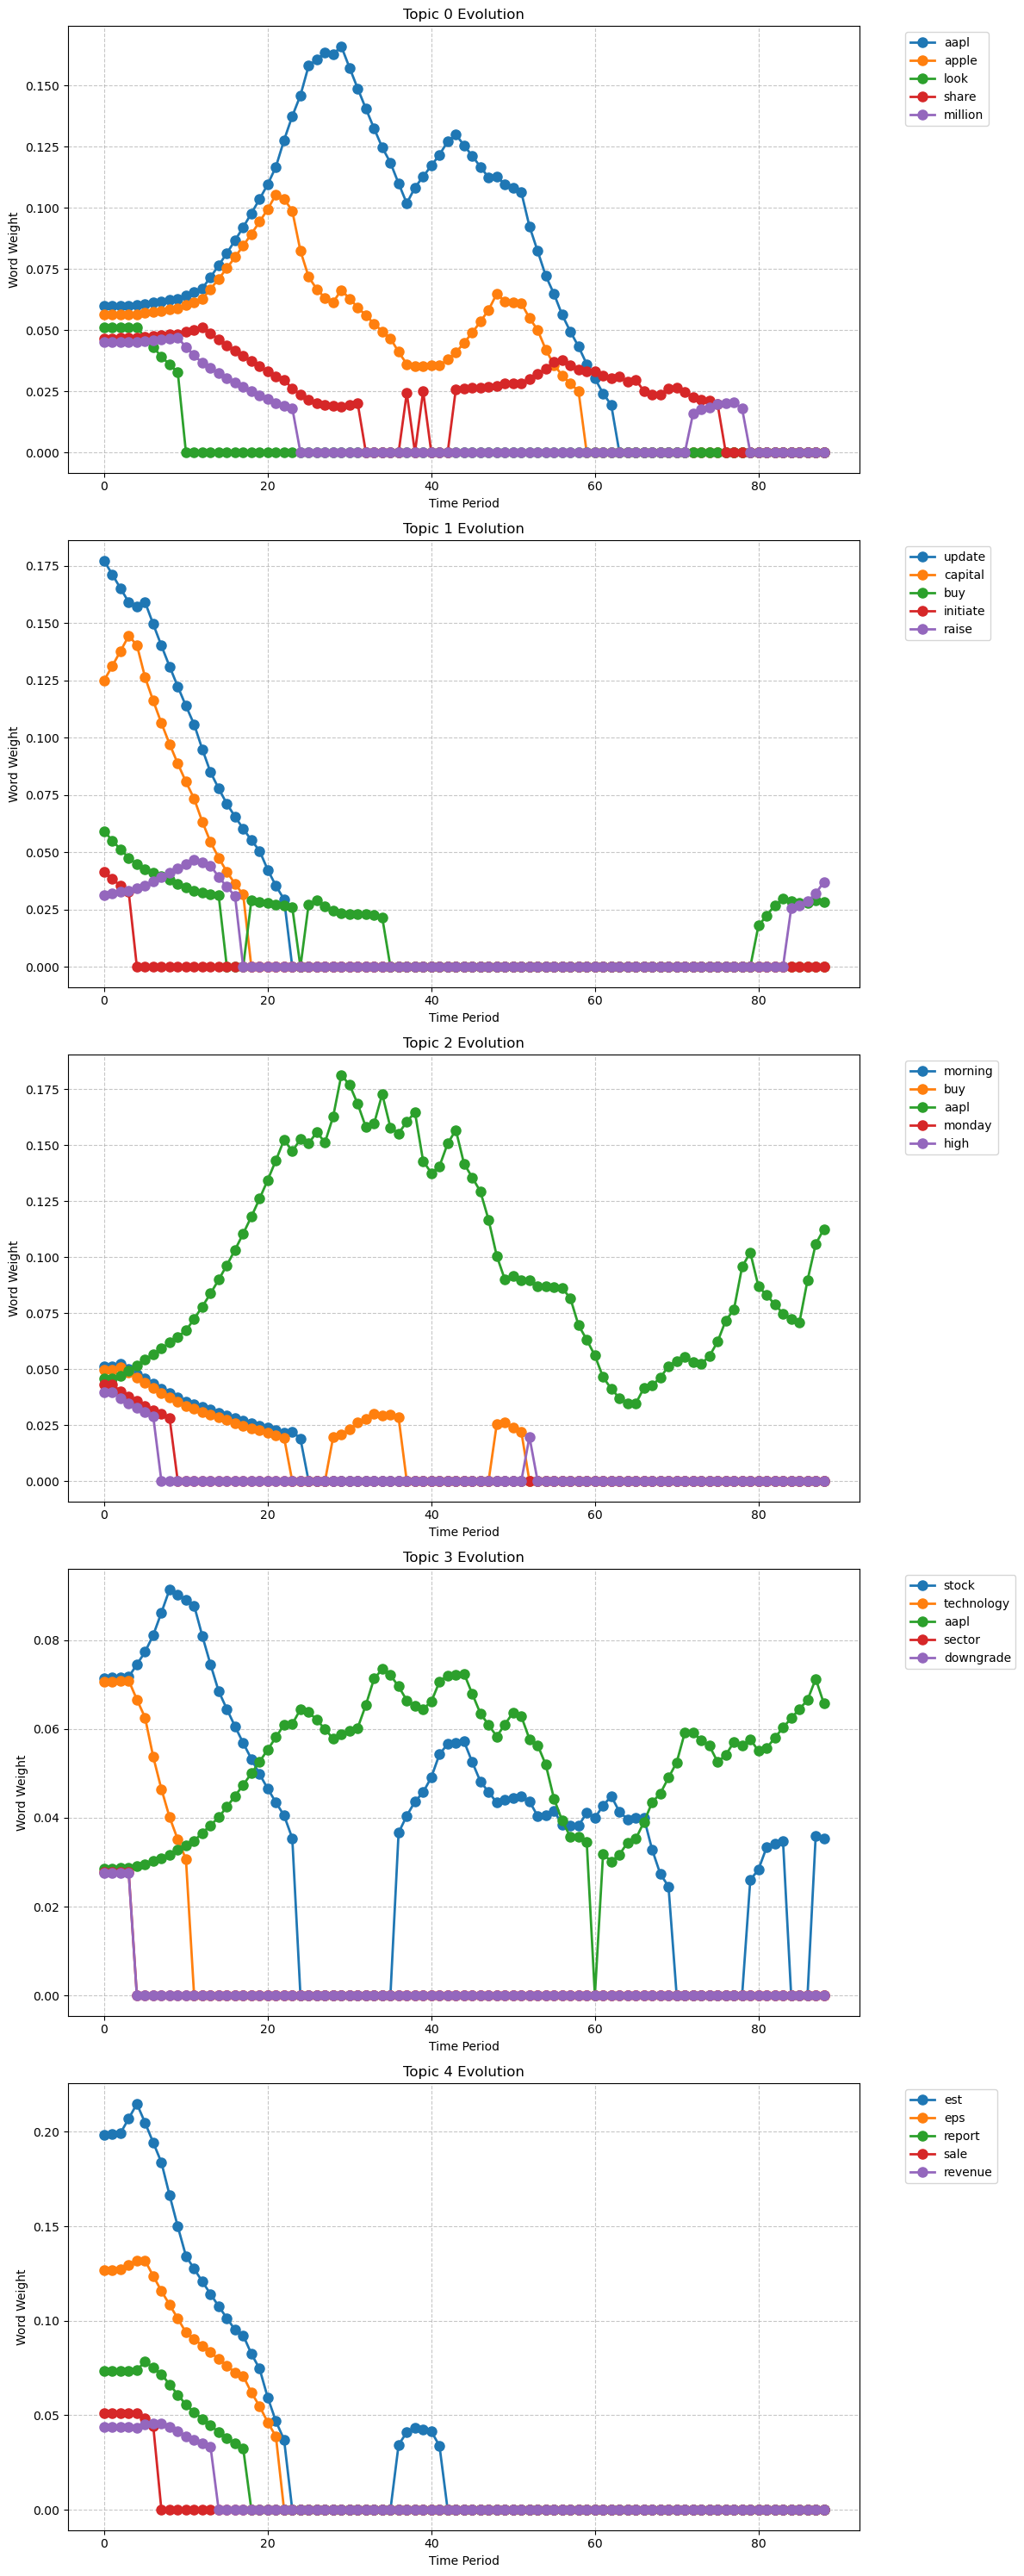 Topic 0 Evolution
0.150
0.125
0.100
0.075
0.050
0.025
0.000
Word Weight
0 20 40 60 80
Time Period
aapl
apple
look
share
million
Topic 1 Evolution
0.175
0.150
0.125
0.100
0.075
0.050
0.025
0.000
Word Weight
0 20 40 60 80
Time Period
update
capital
buy
initiate
raise
Topic 2 Evolution
0.175
0.150
0.125
0.100
0.075
0.050
0.025
0.000
Word Weight
0 20 40 60 80
Time Period
morning
buy
aapl
monday
high
Topic 3 Evolution
0.08
0.06
0.04
0.02
0.00
Word Weight
0 20 40 60 80
Time Period
stock
technology
aapl
sector
downgrade
Topic 4 Evolution
0.20
0.15
0.10
0.05
0.00
Word Weight
0 20 40 60 80
Time Period
est
eps
report
sale
revenue